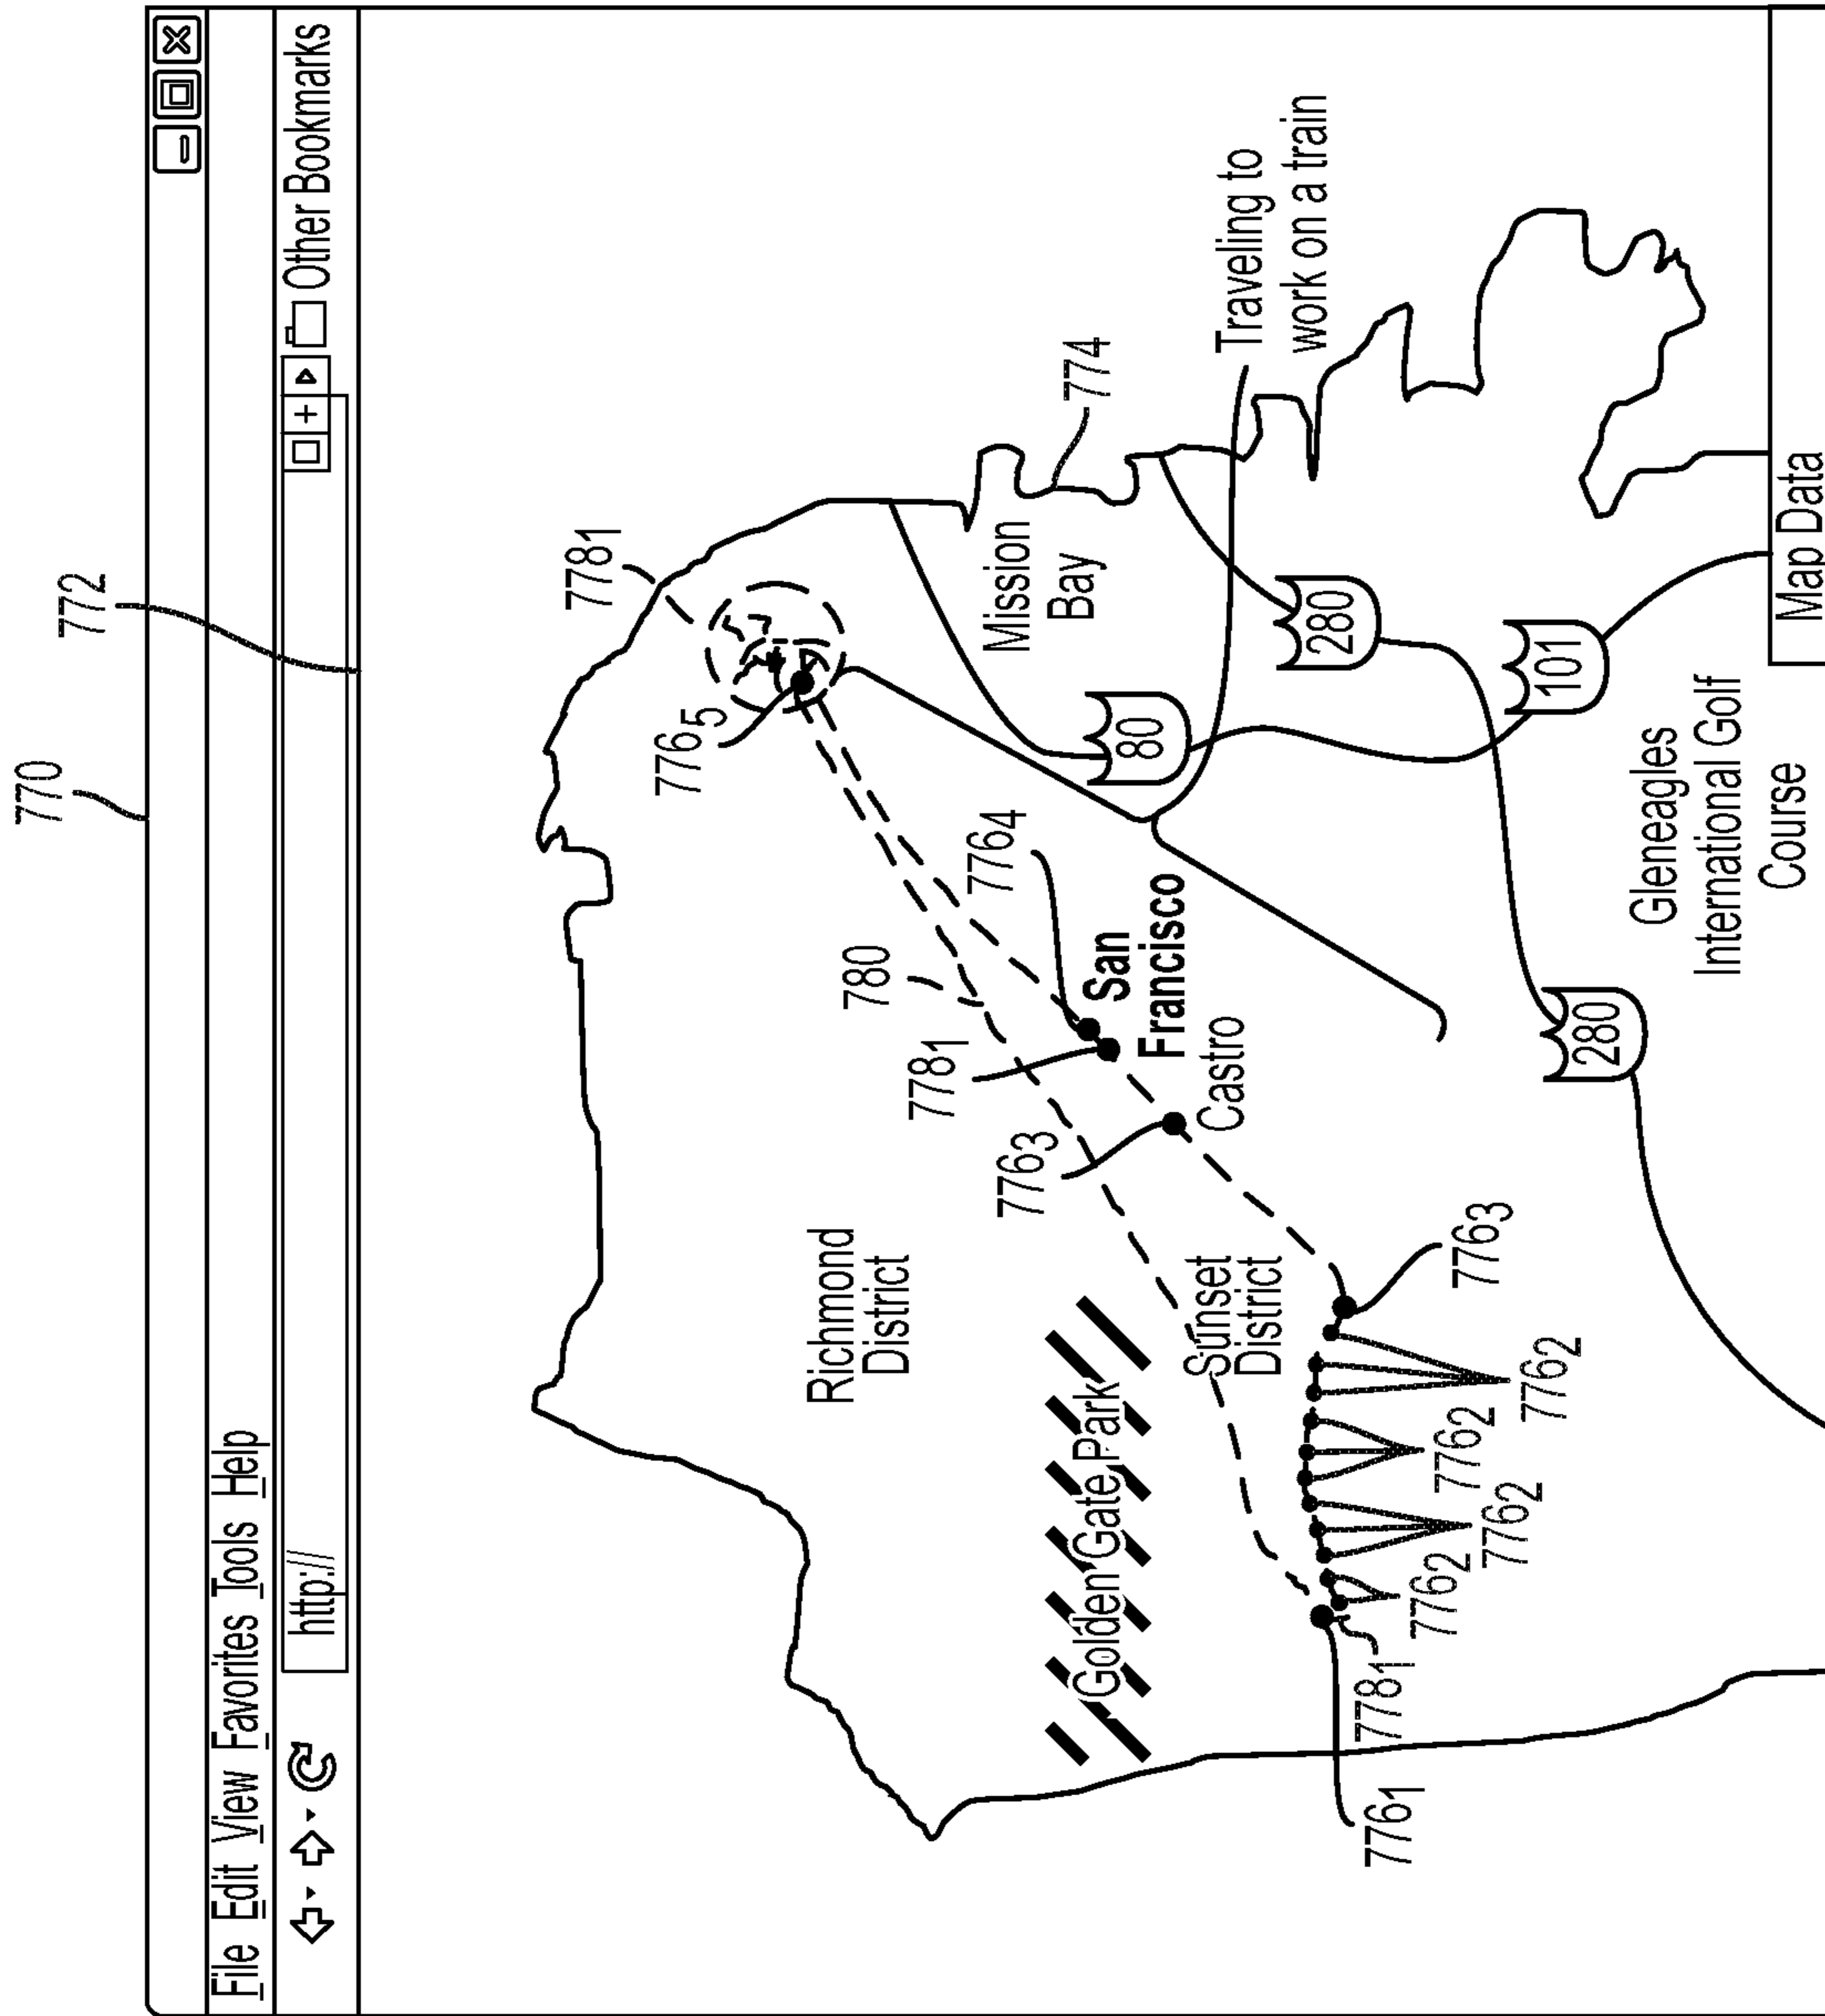 770
772
File Edit View Favorites Tools Help
http://
Other Bookmarks
778₁
776₅
774
Mission
Bay
Traveling to
work on a train
776₄
780
778₁
776₃
San
Francisco
Castro
Richmond
District
80
280
101
280
Golden Gate Park
Sunset
District
776₃
776₂
776₂
776₂
776₂
778₁
776₁
Gleneagles
International Golf
Course
Map Data